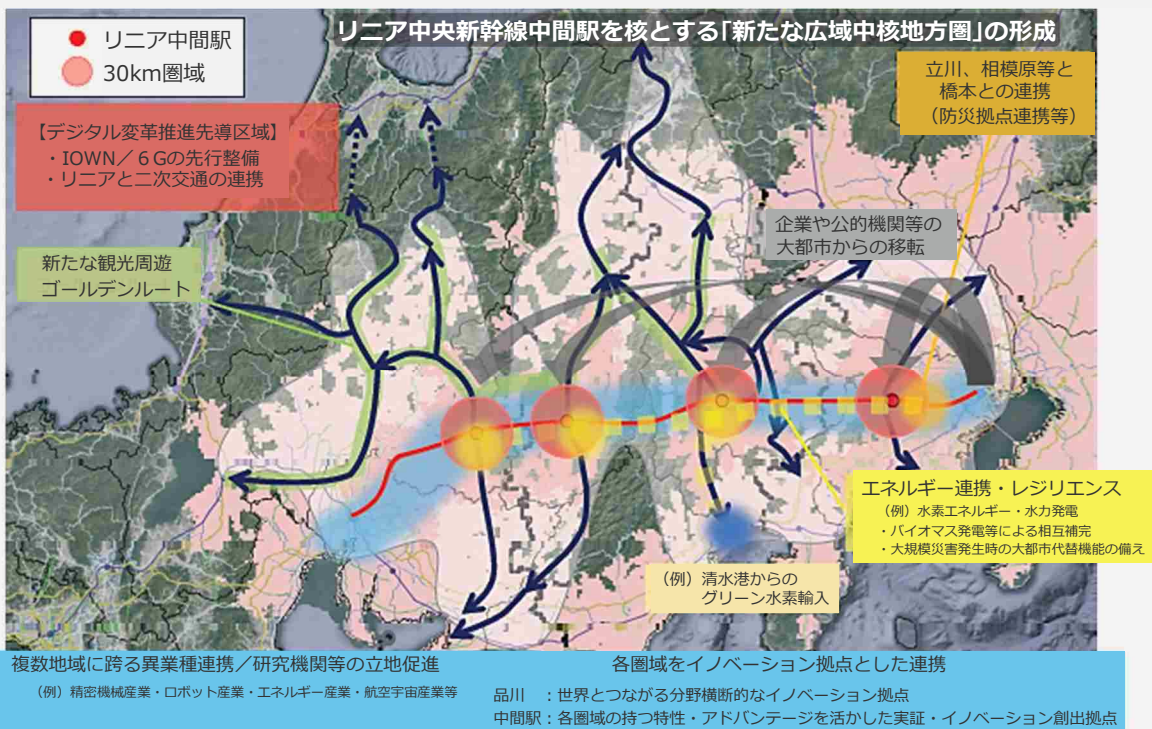 リニア中央新幹線中間駅を核とする「新たな広域中核地方圏」の形成
リニア中間駅
30km圏域
立川、相模原等と
橋本との連携
（防災拠点連携等）
【デジタル変革推進先導区域】
・IOWN／６Gの先行整備
・リニアと二次交通の連携
企業や公的機関等の
大都市からの移転
新たな観光周遊
ゴールデンルート
エネルギー連携・レジリエンス
（例）水素エネルギー・水力発電
・バイオマス発電等による相互補完
・大規模災害発生時の大都市代替機能の備え
（例）清水港からの
グリーン水素輸入
複数地域に跨る異業種連携／研究機関等の立地促進
（例）精密機械産業・ロボット産業・エネルギー産業・航空宇宙産業等
各圏域をイノベーション拠点とした連携
品川　：世界とつながる分野横断的なイノベーション拠点
中間駅：各圏域の持つ特性・アドバンテージを活かした実証・イノベーション創出拠点